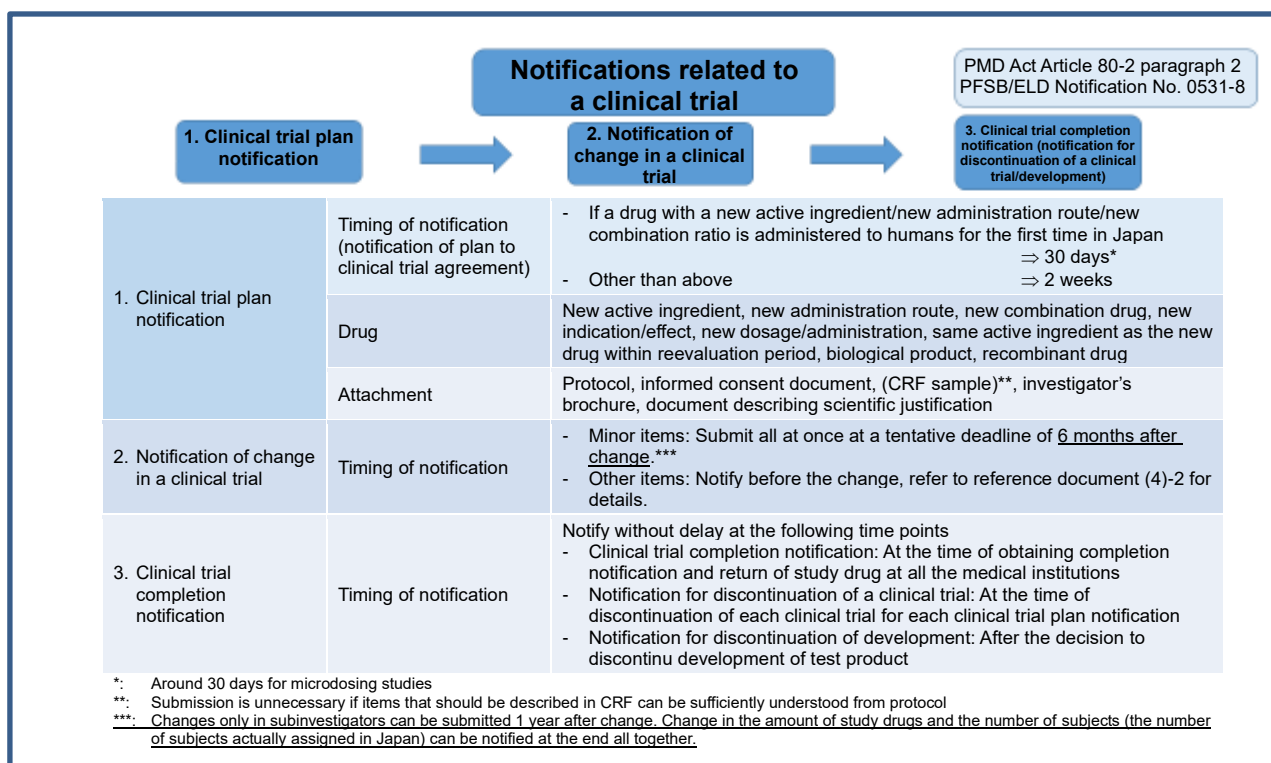 Notifications related to
a clinical trial
PMD Act Article 80-2 paragraph 2
PFSB/ELD Notification No. 0531-8
1. Clinical trial plan
notification
2. Notification of
change in a clinical
trial
3. Clinical trial completion
notification (notification for
discontinuation of a clinical
trial/development)
1. Clinical trial plan
notification
Timing of notification
(notification of plan to
clinical trial agreement)
- If a drug with a new active ingredient/new administration route/new
combination ratio is administered to humans for the first time in Japan
⇒ 30 days*
- Other than above ⇒ 2 weeks
Drug
New active ingredient, new administration route, new combination drug, new
indication/effect, new dosage/administration, same active ingredient as the new
drug within reevaluation period, biological product, recombinant drug
Attachment
Protocol, informed consent document, (CRF sample)**, investigator's
brochure, document describing scientific justification
2. Notification of change
in a clinical trial
Timing of notification
- Minor items: Submit all at once at a tentative deadline of 6 months after
change.***
- Other items: Notify before the change, refer to reference document (4)-2 for
details.
3. Clinical trial
completion
notification
Timing of notification
Notify without delay at the following time points
- Clinical trial completion notification: At the time of obtaining completion
notification and return of study drug at all the medical institutions
- Notification for discontinuation of a clinical trial: At the time of
discontinuation of each clinical trial for each clinical trial plan notification
- Notification for discontinuation of development: After the decision to
discontinu development of test product
*: Around 30 days for microdosing studies
**: Submission is unnecessary if items that should be described in CRF can be sufficiently understood from protocol
***: Changes only in subinvestigators can be submitted 1 year after change. Change in the amount of study drugs and the number of subjects (the number
of subjects actually assigned in Japan) can be notified at the end all together.